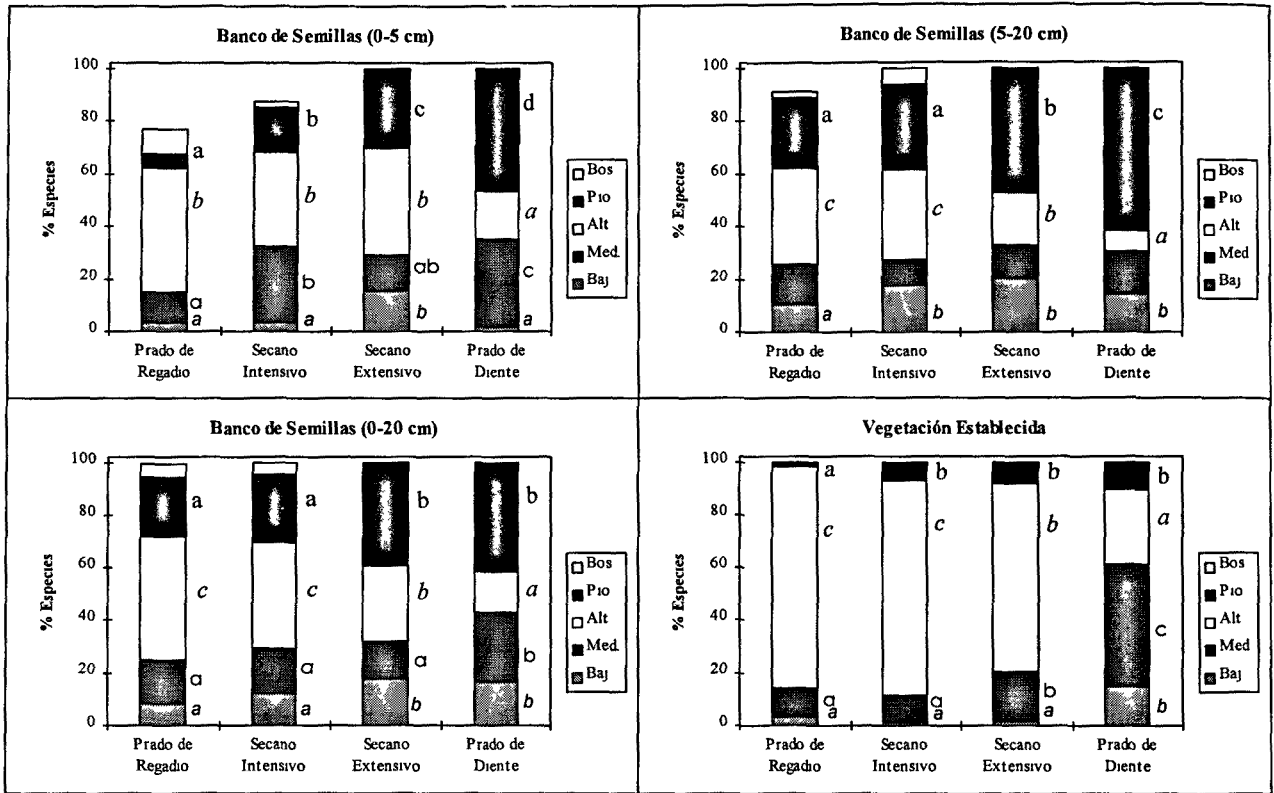 Banco de Semillas (0-5 cm)
% Especies
100
80
60
40
20
0
a
b
a
a
b
b
b
a
c
b
ab
b
d
a
c
a
Prado de Regadio
Secano Intensivo
Secano Extensivo
Prado de Diente
Bos
Pio
Alt
Med.
Baj
Banco de Semillas (5-20 cm)
% Especies
100
80
60
40
20
0
a
c
a
a
c
b
b
b
b
c
a
b
Prado de Regadio
Secano Intensivo
Secano Extensivo
Prado de Diente
Bos
Pio
Alt
Med
Baj
Banco de Semillas (0-20 cm)
% Especies
100
80
60
40
20
0
a
c
a
a
a
c
a
a
b
b
a
b
b
a
b
b
Prado de Regadio
Secano Intensivo
Secano Extensivo
Prado de Diente
Bos
Pio
Alt
Med.
Baj
Vegetación Establecida
% Especies
100
80
60
40
20
0
a
c
a
a
b
c
a
a
b
b
b
a
b
a
c
b
Prado de Regadio
Secano Intensivo
Secano Extensivo
Prado de Diente
Bos
Pio
Alt
Med
Baj